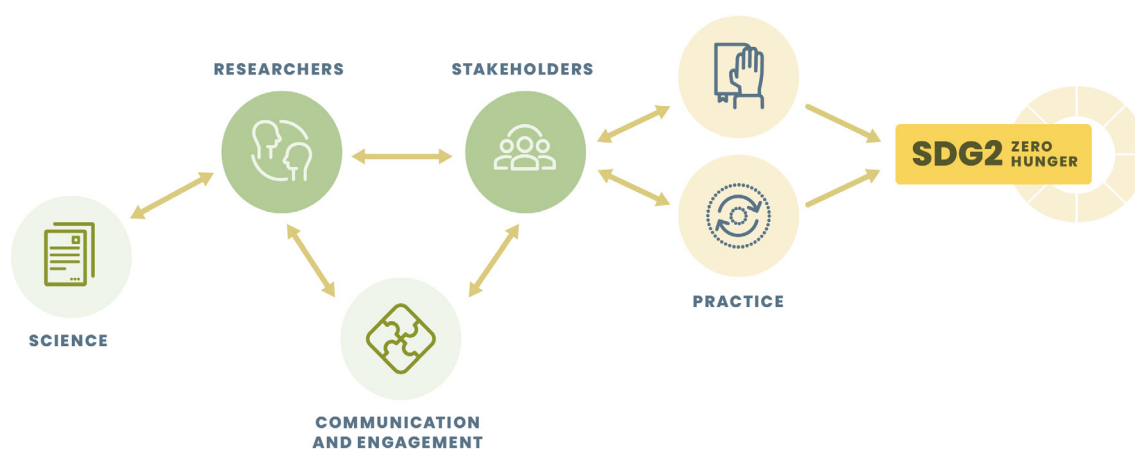 RESEARCHERS
STAKEHOLDERS
SDG2 ZERO
HUNGER
PRACTICE
SCIENCE
COMMUNICATION
AND ENGAGEMENT